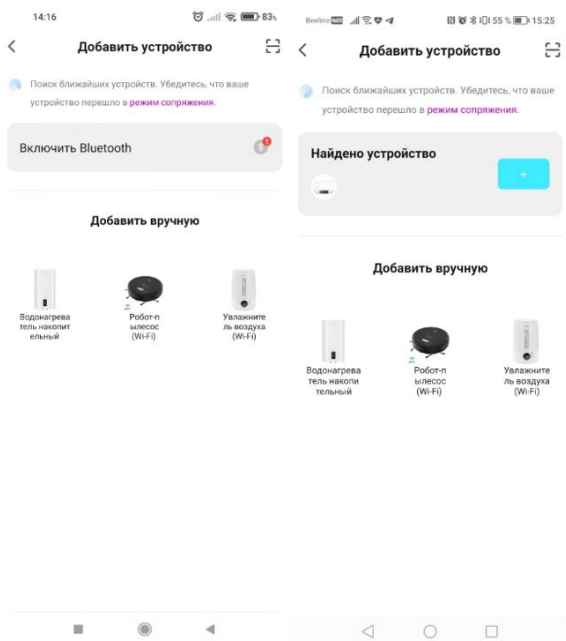 14:16
83%
Добавить устройство
Поиск ближайших устройств. Убедитесь, что ваше
устройство перешло в режим сопряжения.
Включить Bluetooth
Добавить вручную
Водонагрева
тель накопит
ельный
Робот-п
ылесос
(Wi-Fi)
Увлажните
ль воздуха
(Wi-Fi)
Beeline
55 %
15:25
Добавить устройство
Поиск ближайших устройств. Убедитесь, что ваше
устройство перешло в режим сопряжения.
Найдено устройство
+
Добавить вручную
Водонагрева
тель накопи
тельный
Робот-п
ылесос
(Wi-Fi)
Увлажните
ль воздуха
(Wi-Fi)